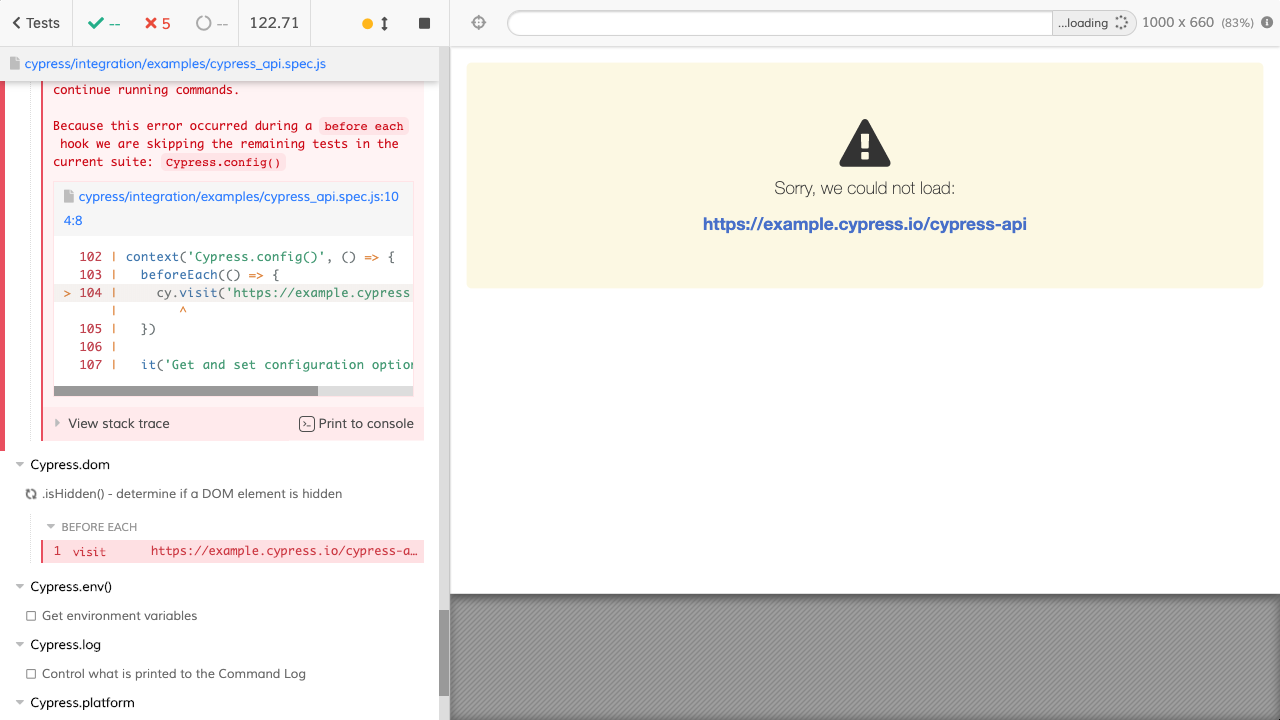 Tests
--
5
--
122.71
...loading
1000 x 660 (83%)
cypress/integration/examples/cypress_api.spec.js
continue running commands.
Because this error occurred during a before each
hook we are skipping the remaining tests in the
current suite: Cypress.config()
cypress/integration/examples/cypress_api.spec.js:10
4:8
102 | context('Cypress.config()', () => {
103 | beforeEach(() => {
> 104 | cy.visit('https://example.cypress
| ^
105 | })
106 |
107 | it('Get and set configuration option
View stack trace
Print to console
Cypress.dom
.isHidden() - determine if a DOM element is hidden
BEFORE EACH
1 visit https://example.cypress.io/cypress-a...
Cypress.env()
Get environment variables
Cypress.log
Control what is printed to the Command Log
Cypress.platform
Sorry, we could not load:
https://example.cypress.io/cypress-api